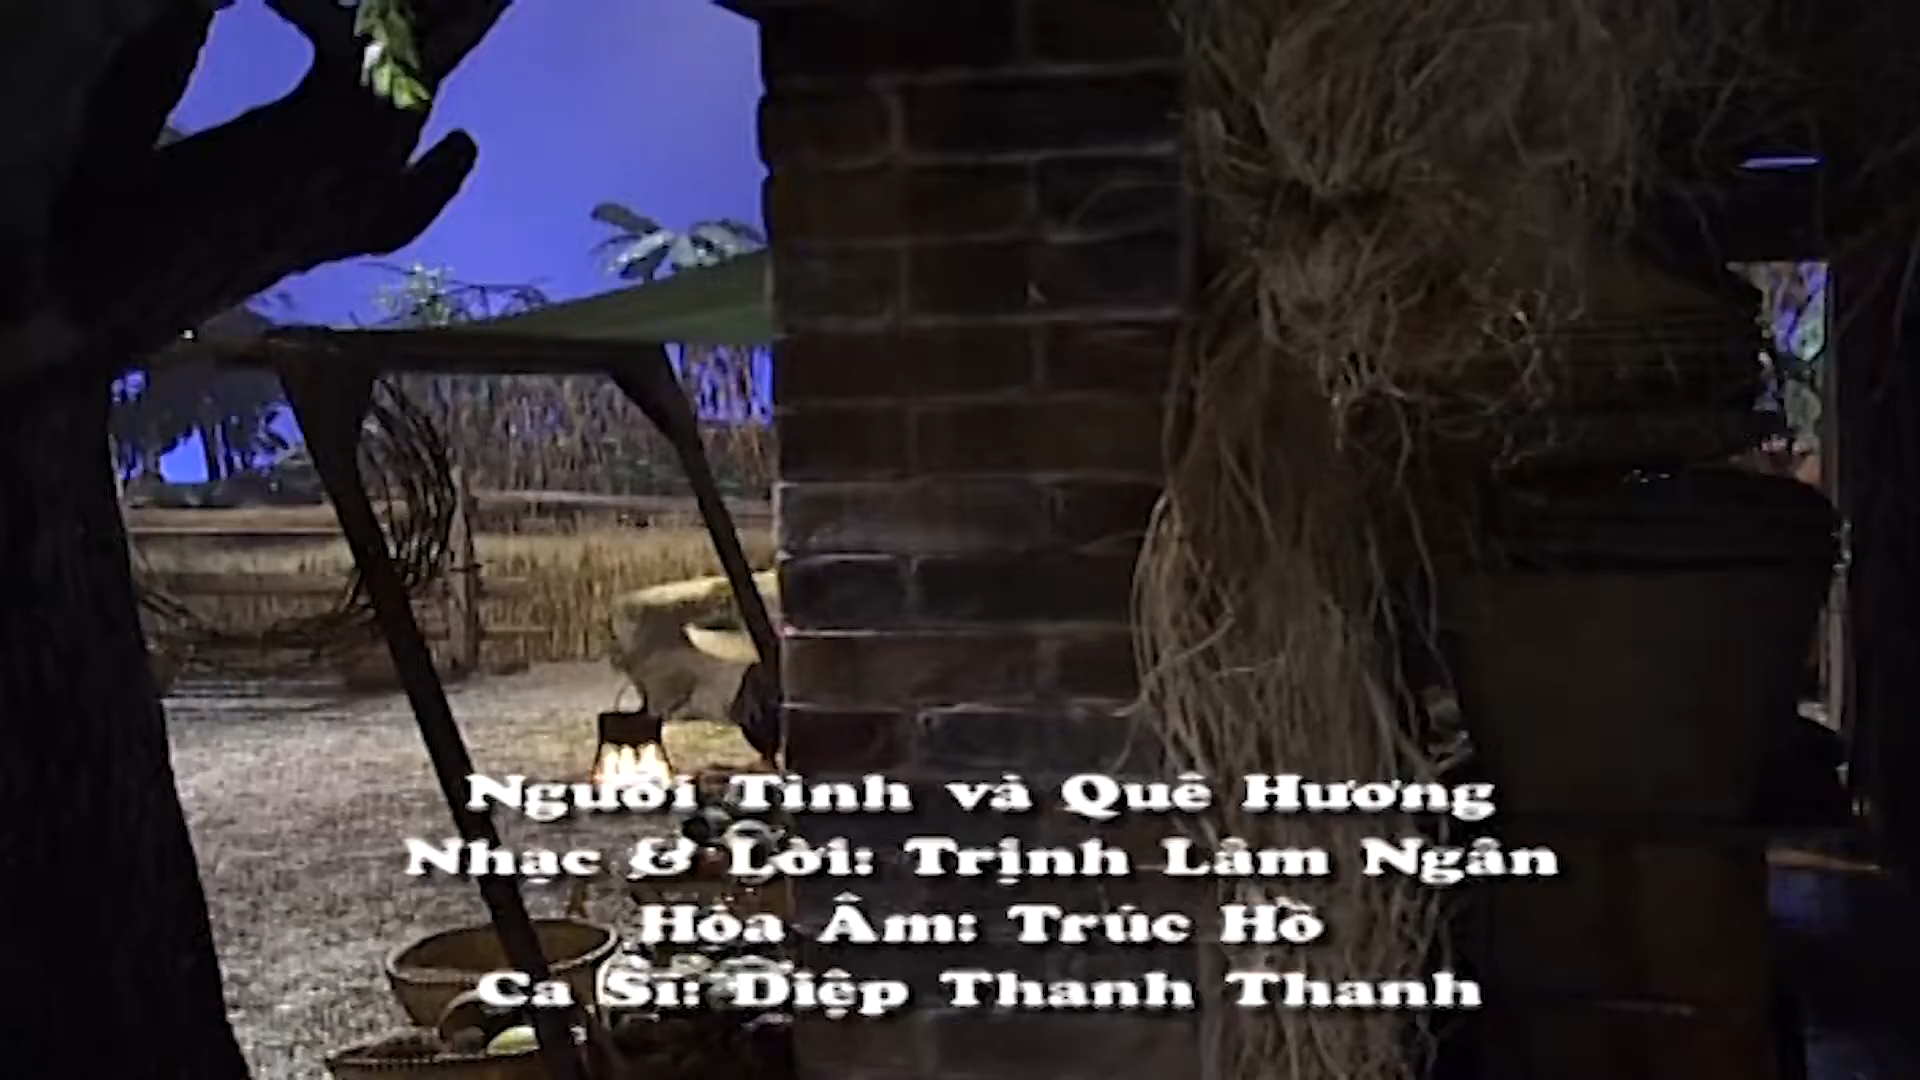 Người Tình và Quê Hương
Nhạc & Lời: Trịnh Lâm Ngân
Hòa Âm: Trúc Hồ
Ca Sĩ: Diệp Thanh Thanh